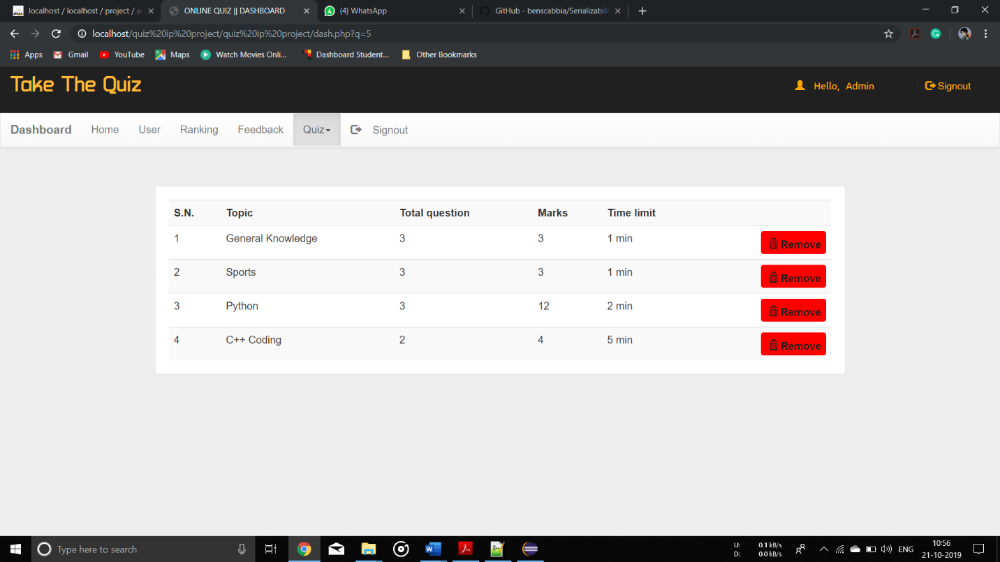 localhost / localhost / project / a
ONLINE QUIZ || DASHBOARD
(4) WhatsApp
GitHub - benscabbia/Serializabili
localhost/quiz%20ip%20project/quiz%20ip%20project/dash.php?q=5
Apps Gmail YouTube Maps Watch Movies Onli... Dashboard Student... Other Bookmarks
Take The Quiz
Hello, Admin
Signout
Dashboard Home User Ranking Feedback Quiz Signout
S.N. Topic Total question Marks Time limit
1 General Knowledge 3 3 1 min Remove
2 Sports 3 3 1 min Remove
3 Python 3 12 2 min Remove
4 C++ Coding 2 4 5 min Remove
Type here to search
U: 0.1 kB/s
D: 0.0 kB/s
ENG
10:56
21-10-2019